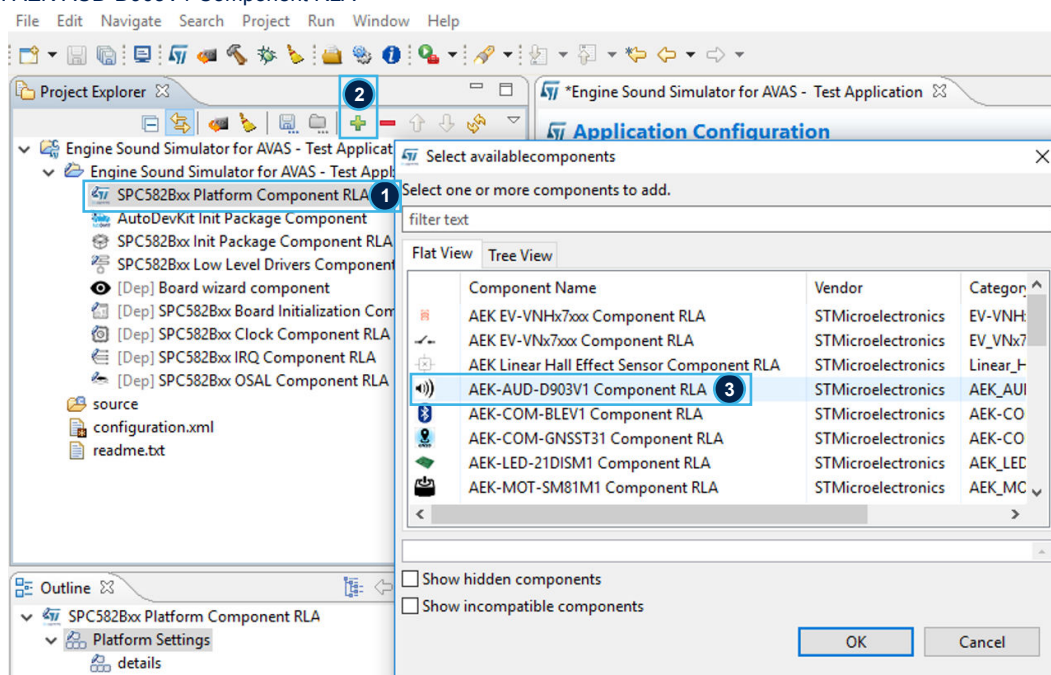 File Edit Navigate Search Project Run Window Help
Project Explorer
2
*Engine Sound Simulator for AVAS - Test Application
Application Configuration
Engine Sound Simulator for AVAS - Test Applicat
Engine Sound Simulator for AVAS - Test Appl
SPC582Bxx Platform Component RLA
1
AutoDevKit Init Package Component
SPC582Bxx Init Package Component RLA
SPC582Bxx Low Level Drivers Component
[Dep] Board wizard component
[Dep] SPC582Bxx Board Initialization Com
[Dep] SPC582Bxx Clock Component RLA
[Dep] SPC582Bxx IRQ Component RLA
[Dep] SPC582Bxx OSAL Component RLA
source
configuration.xml
readme.txt
Select availablecomponents
Select one or more components to add.
filter text
Flat View Tree View
Component Name Vendor Category
AEK EV-VNHx7xxx Component RLA STMicroelectronics EV-VNH
AEK EV-VNx7xxx Component RLA STMicroelectronics EV_VNx7
AEK Linear Hall Effect Sensor Component RLA STMicroelectronics Linear_H
AEK-AUD-D903V1 Component RLA 3 STMicroelectronics AEK_AU
AEK-COM-BLEV1 Component RLA STMicroelectronics AEK-CO
AEK-COM-GNSST31 Component RLA STMicroelectronics AEK-CO
AEK-LED-21DISM1 Component RLA STMicroelectronics AEK_LED
AEK-MOT-SM81M1 Component RLA STMicroelectronics AEK_MO
Show hidden components
Show incompatible components
OK Cancel
Outline
SPC582Bxx Platform Component RLA
Platform Settings
details